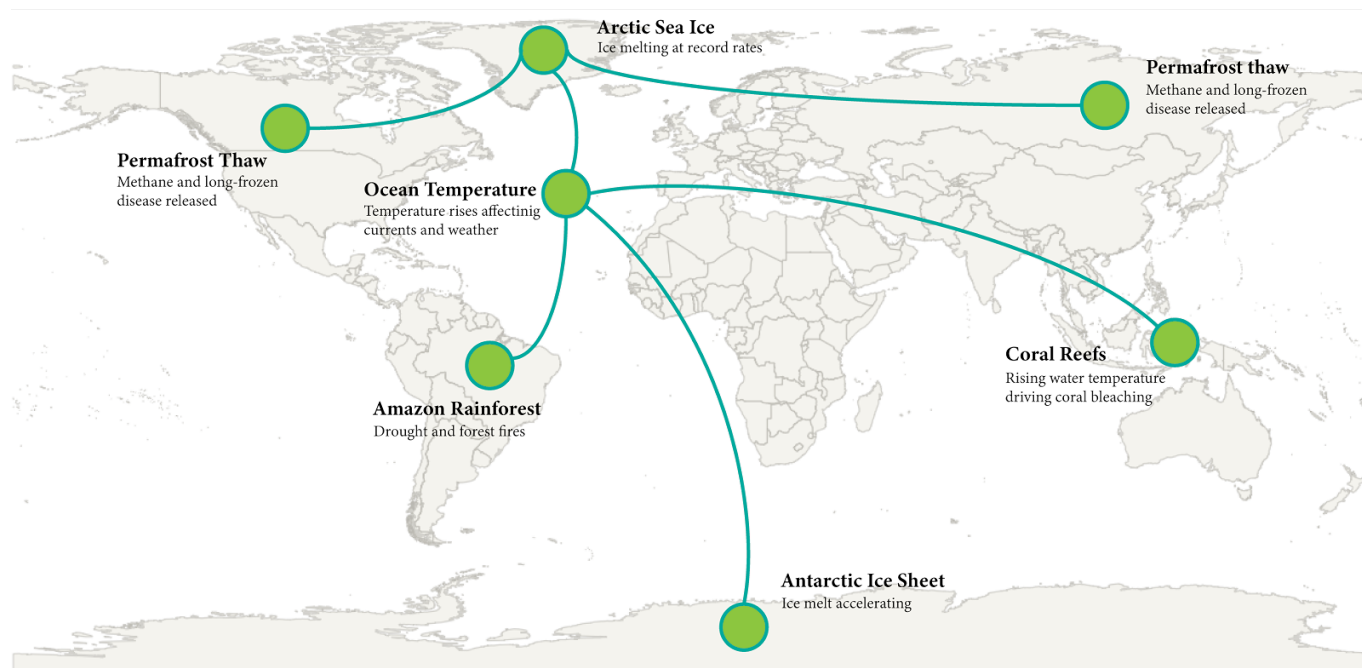 Arctic Sea Ice
Ice melting at record rates
Permafrost thaw
Methane and long-frozen
disease released
Permafrost Thaw
Methane and long-frozen
disease released
Ocean Temperature
Temperature rises affectinig
currents and weather
Coral Reefs
Rising water temperature
driving coral bleaching
Amazon Rainforest
Drought and forest fires
Antarctic Ice Sheet
Ice melt accelerating